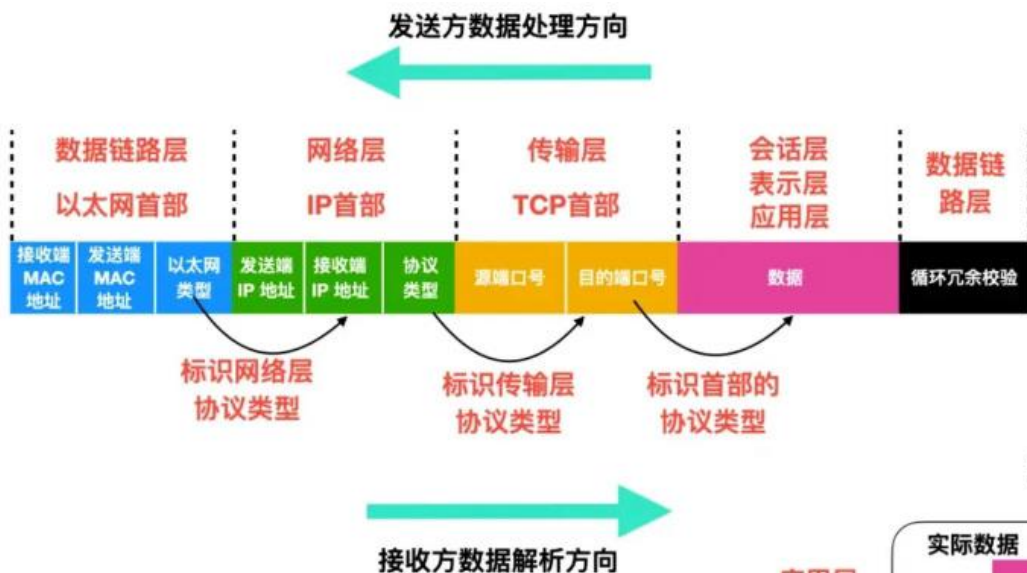 发送方数据处理方向
数据链路层
以太网首部
网络层
IP首部
传输层
TCP首部
会话层
表示层
应用层
数据链
路层
接收端
MAC
地址
发送端
MAC
地址
以太网
类型
发送端
IP 地址
接收端
IP 地址
协议
类型
源端口号
目的端口号
数据
循环冗余校验
标识网络层
协议类型
标识传输层
协议类型
标识首部的
协议类型
接收方数据解析方向
实际数据